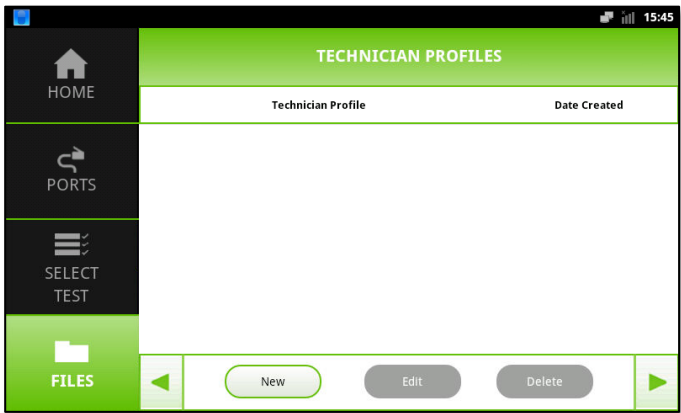 15:45
HOME
TECHNICIAN PROFILES
Technician Profile Date Created
PORTS
SELECT
TEST
FILES
New Edit Delete